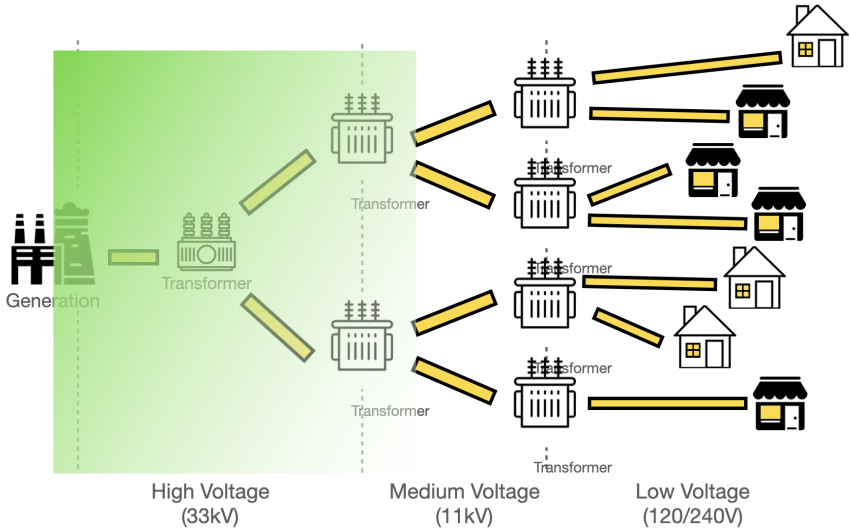 Transformer
Transformer
Generation
Transformer
Transformer
Transformer
Transformer
Transformer
High Voltage
(33kV)
Medium Voltage
(11kV)
Low Voltage
(120/240V)